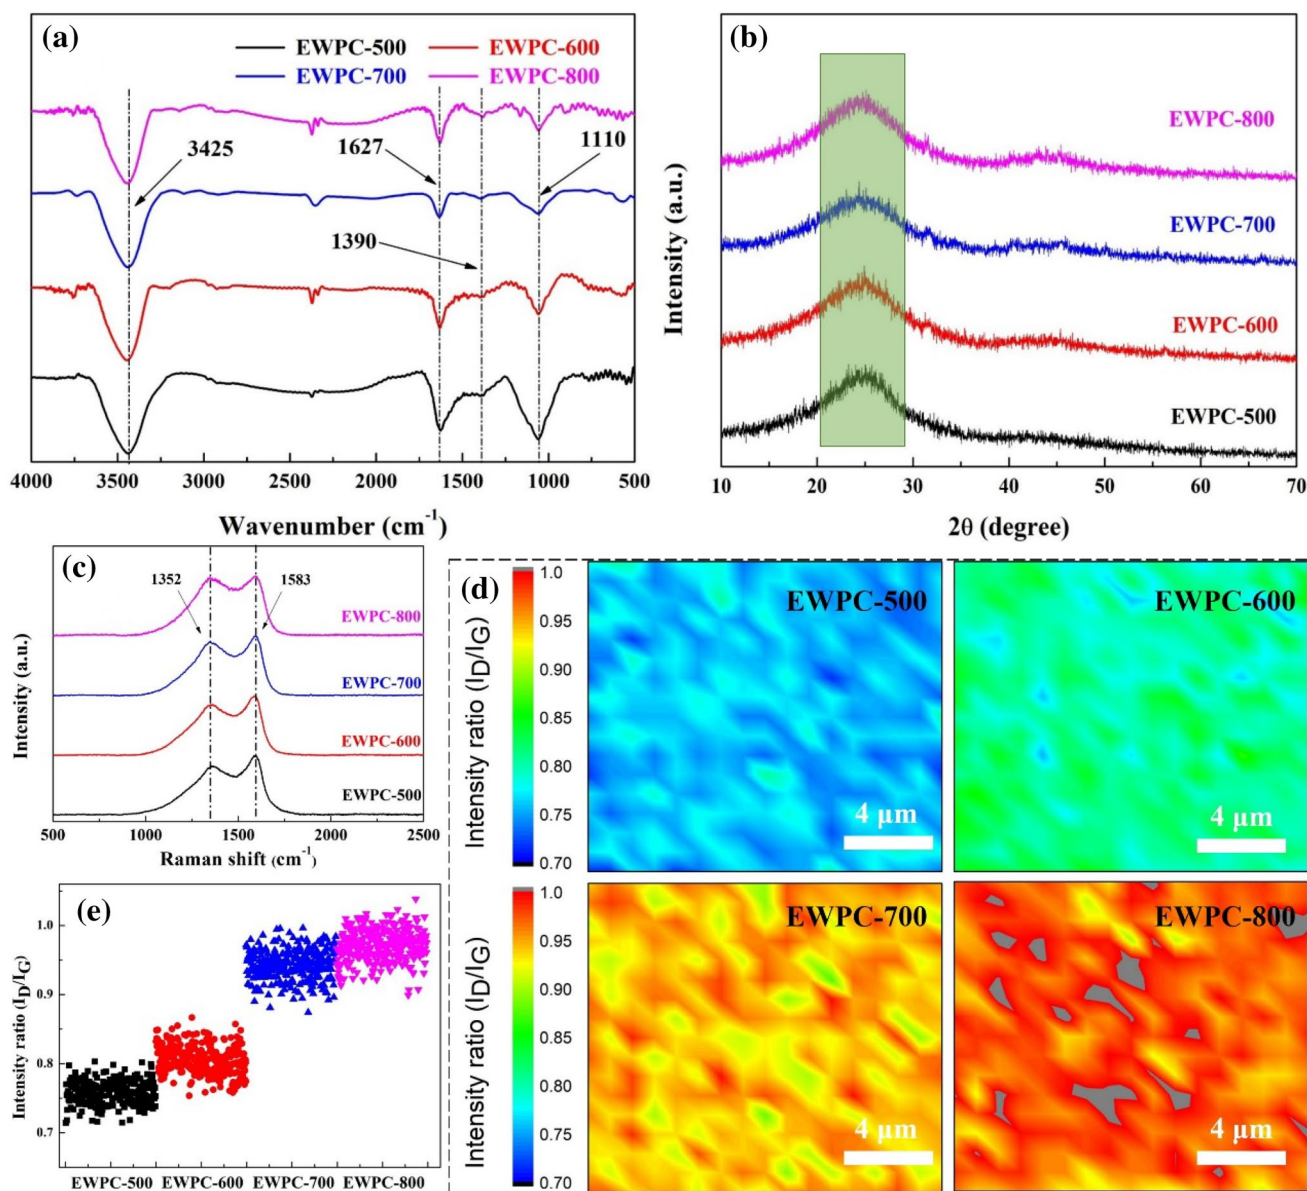 (a)
EWPC-500 EWPC-600
EWPC-700 EWPC-800
3425
1627
1110
1390
4000 3500 3000 2500 2000 1500 1000 500
Wavenumber (cm⁻¹)
(b)
Intensity (a.u.)
EWPC-800
EWPC-700
EWPC-600
EWPC-500
10 20 30 40 50 60 70
2θ (degree)
(c)
Intensity (a.u.)
1352
1583
EWPC-800
EWPC-700
EWPC-600
EWPC-500
500 1000 1500 2000 2500
Raman shift (cm⁻¹)
(d)
Intensity ratio (I_D/I_G)
1.0
0.95
0.90
0.85
0.80
0.75
0.70
EWPC-500
4 μm
EWPC-600
4 μm
Intensity ratio (I_D/I_G)
1.0
0.95
0.90
0.85
0.80
0.75
0.70
EWPC-700
4 μm
EWPC-800
4 μm
(e)
Intensity ratio (I_D/I_G)
1.0
0.9
0.8
0.7
EWPC-500 EWPC-600 EWPC-700 EWPC-800